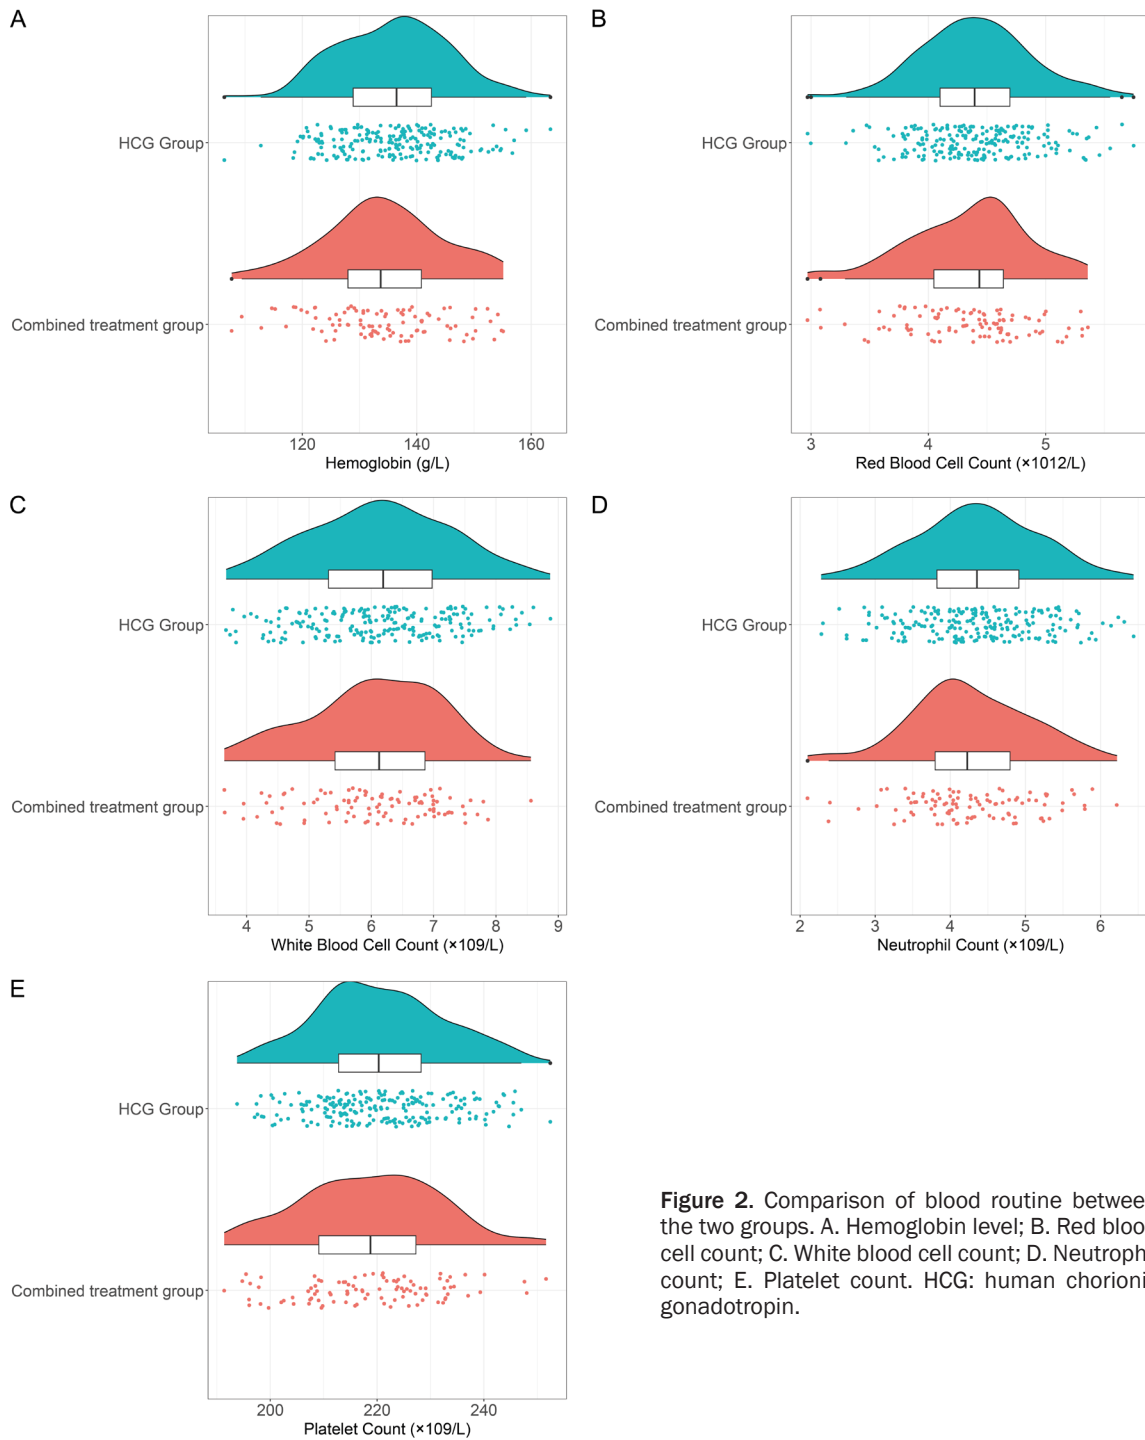 A
HCG Group
Combined treatment group
120 140 160
Hemoglobin (g/L)
B
HCG Group
Combined treatment group
3 4 5
Red Blood Cell Count (×1012/L)
C
HCG Group
Combined treatment group
4 5 6 7 8 9
White Blood Cell Count (×109/L)
D
HCG Group
Combined treatment group
2 3 4 5 6
Neutrophil Count (×109/L)
E
HCG Group
Combined treatment group
200 220 240
Platelet Count (×109/L)
Figure 2. Comparison of blood routine between
the two groups. A. Hemoglobin level; B. Red bloo
cell count; C. White blood cell count; D. Neutroph
count; E. Platelet count. HCG: human chorioni
gonadotropin.